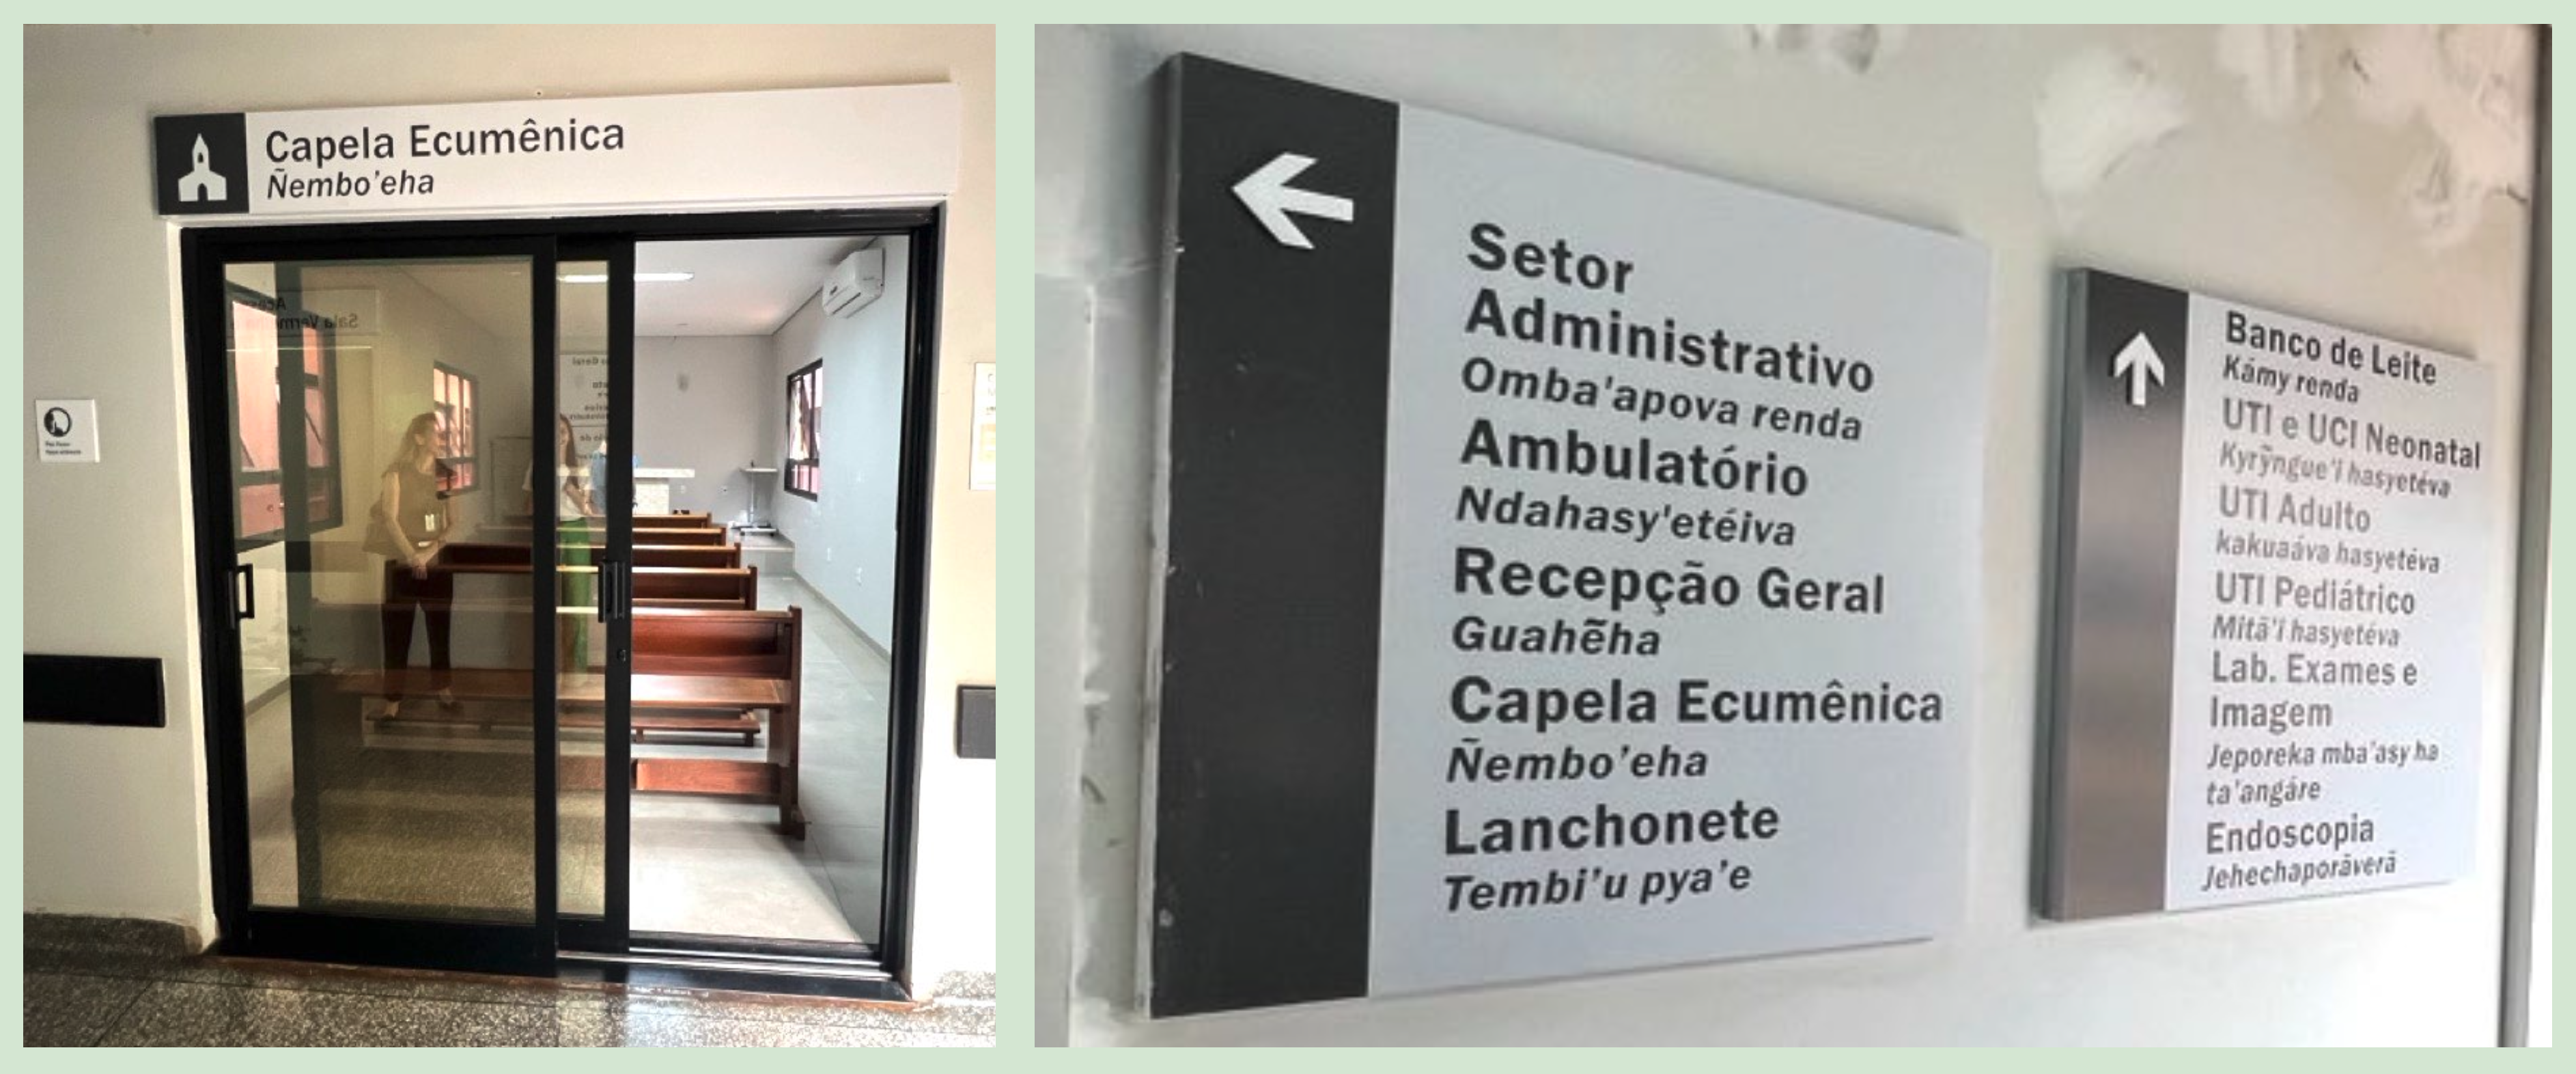 Capela Ecumênica
Ñembo'eha
Setor
Administrativo
Omba'apova renda
Ambulatório
Ndahasy'etéiva
Recepção Geral
Guahẽha
Capela Ecumênica
Ñembo'eha
Lanchonete
Tembi'u pya'e
Banco de Leite
Kámy renda
UTI e UCI Neonatal
Kyrỹngue'i hasyetéva
UTI Adulto
kakuaáva hasyetéva
UTI Pediátrico
Mitã'i hasyetéva
Lab. Exames e
Imagem
Jeporeka mba'asy ha
ta'angáre
Endoscopia
Jehechaporãverã